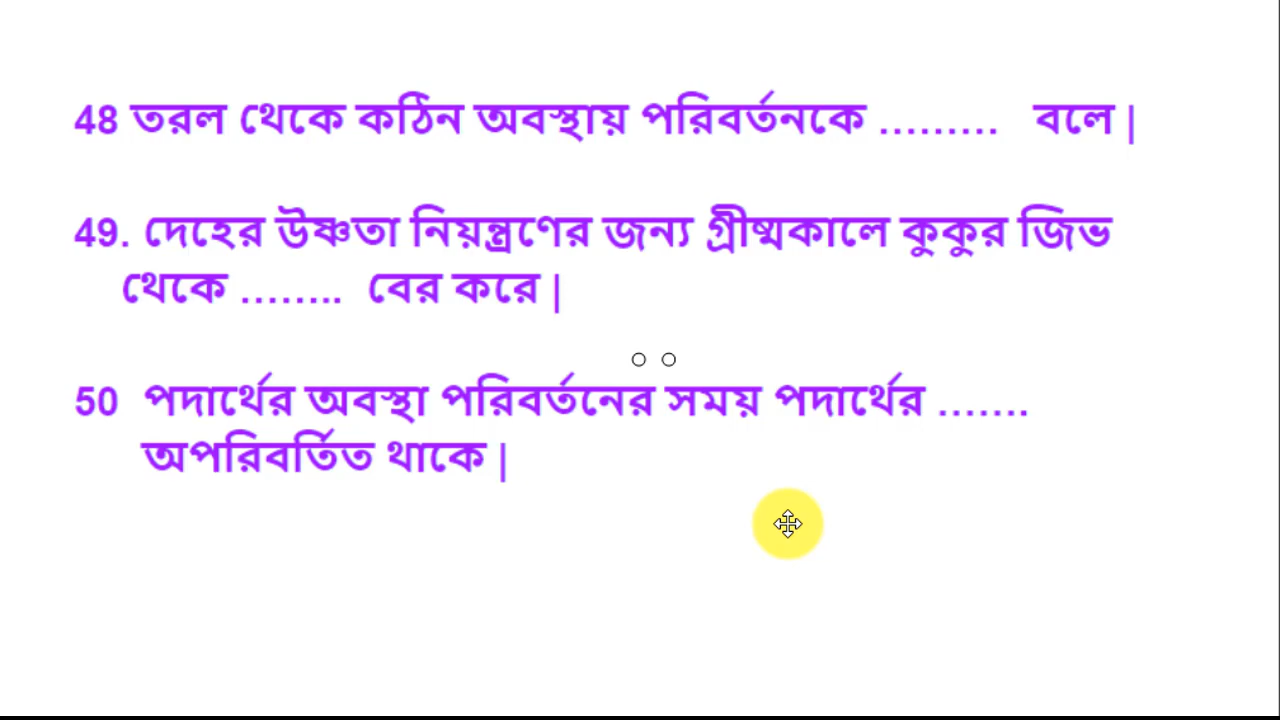 48 তরল থেকে কঠিন অবস্থায় পরিবর্তনকে ......... বলে |
49. দেহের উষ্ণতা নিয়ন্ত্রণের জন্য গ্রীষ্মকালে কুকুর জিভ
থেকে ........ বের করে |
50 পদার্থের অবস্থা পরিবর্তনের সময় পদার্থের .......
অপরিবর্তিত থাকে |